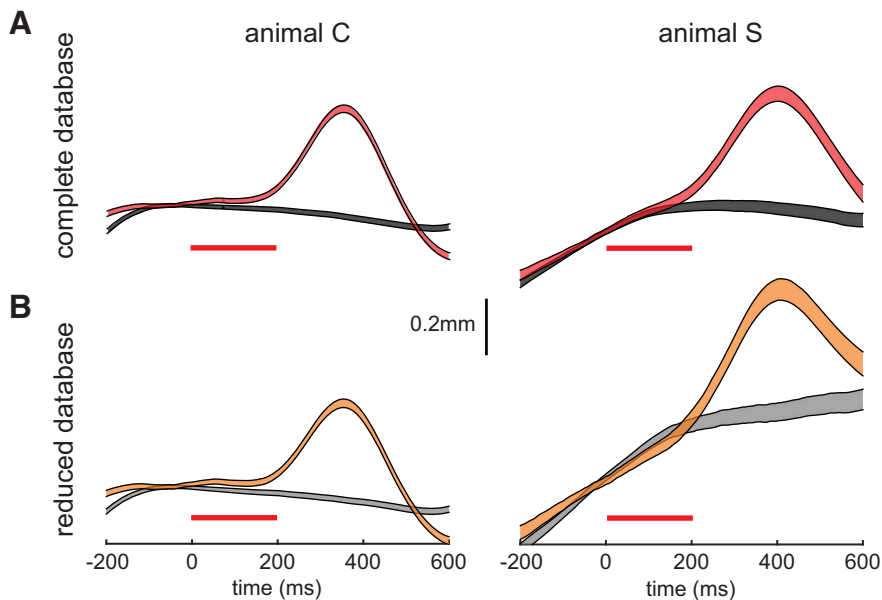 A
animal C
animal S
complete database
B
0.2mm
reduced database
-200 0 200 400 600
-200 0 200 400 600
time (ms)
time (ms)